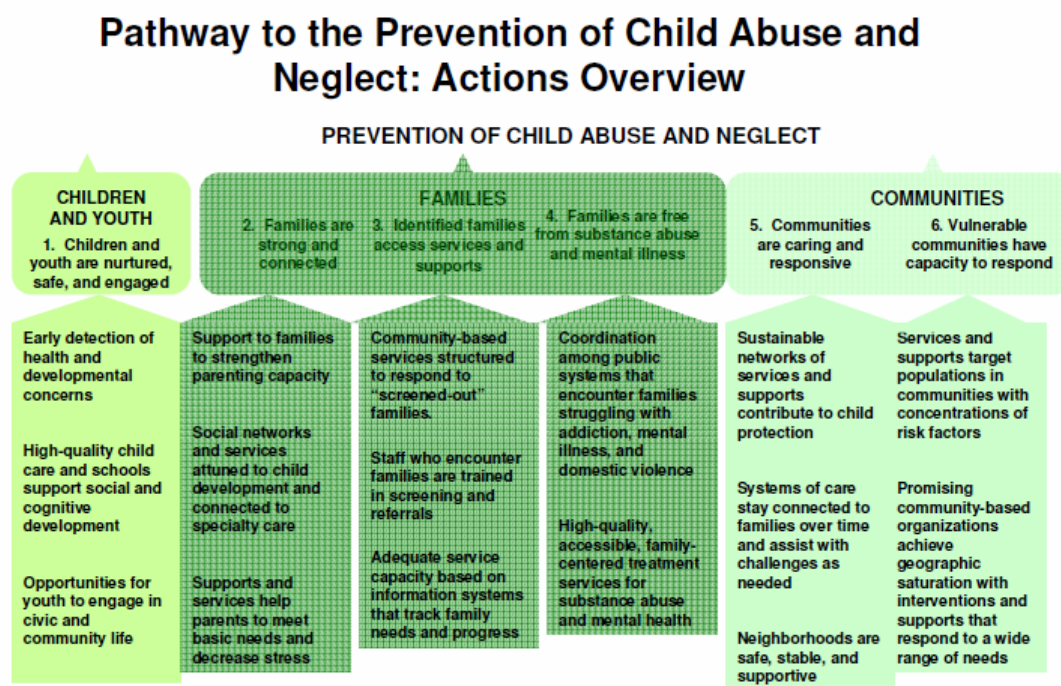 Pathway to the Prevention of Child Abuse and
Neglect: Actions Overview
PREVENTION OF CHILD ABUSE AND NEGLECT
CHILDREN
AND YOUTH
1. Children and
youth are nurtured,
safe, and engaged
FAMILIES
2. Families are
strong and
connected
3. Identified families
access services and
supports
4. Families are free
from substance abuse
and mental illness
COMMUNITIES
5. Communities
are caring and
responsive
6. Vulnerable
communities have
capacity to respond
Early detection of
health and
developmental
concerns
High-quality child
care and schools
support social and
cognitive
development
Opportunities for
youth to engage in
civic and
community life
Support to families
to strengthen
parenting capacity
Social networks
and services
attuned to child
development and
connected to
specialty care
Supports and
services help
parents to meet
basic needs and
decrease stress
Community-based
services structured
to respond to
“screened-out”
families.
Staff who encounter
families are trained
in screening and
referrals
Adequate service
capacity based on
information systems
that track family
needs and progress
Coordination
among public
systems that
encounter families
struggling with
addiction, mental
illness, and
domestic violence
High-quality,
accessible, family-
centered treatment
services for
substance abuse
and mental health
Sustainable
networks of
services and
supports
contribute to child
protection
Systems of care
stay connected to
families over time
and assist with
challenges as
needed
Neighborhoods are
safe, stable, and
supportive
Services and
supports target
populations in
communities with
concentrations of
risk factors
Promising
community-based
organizations
achieve
geographic
saturation with
interventions and
supports that
respond to a wide
range of needs